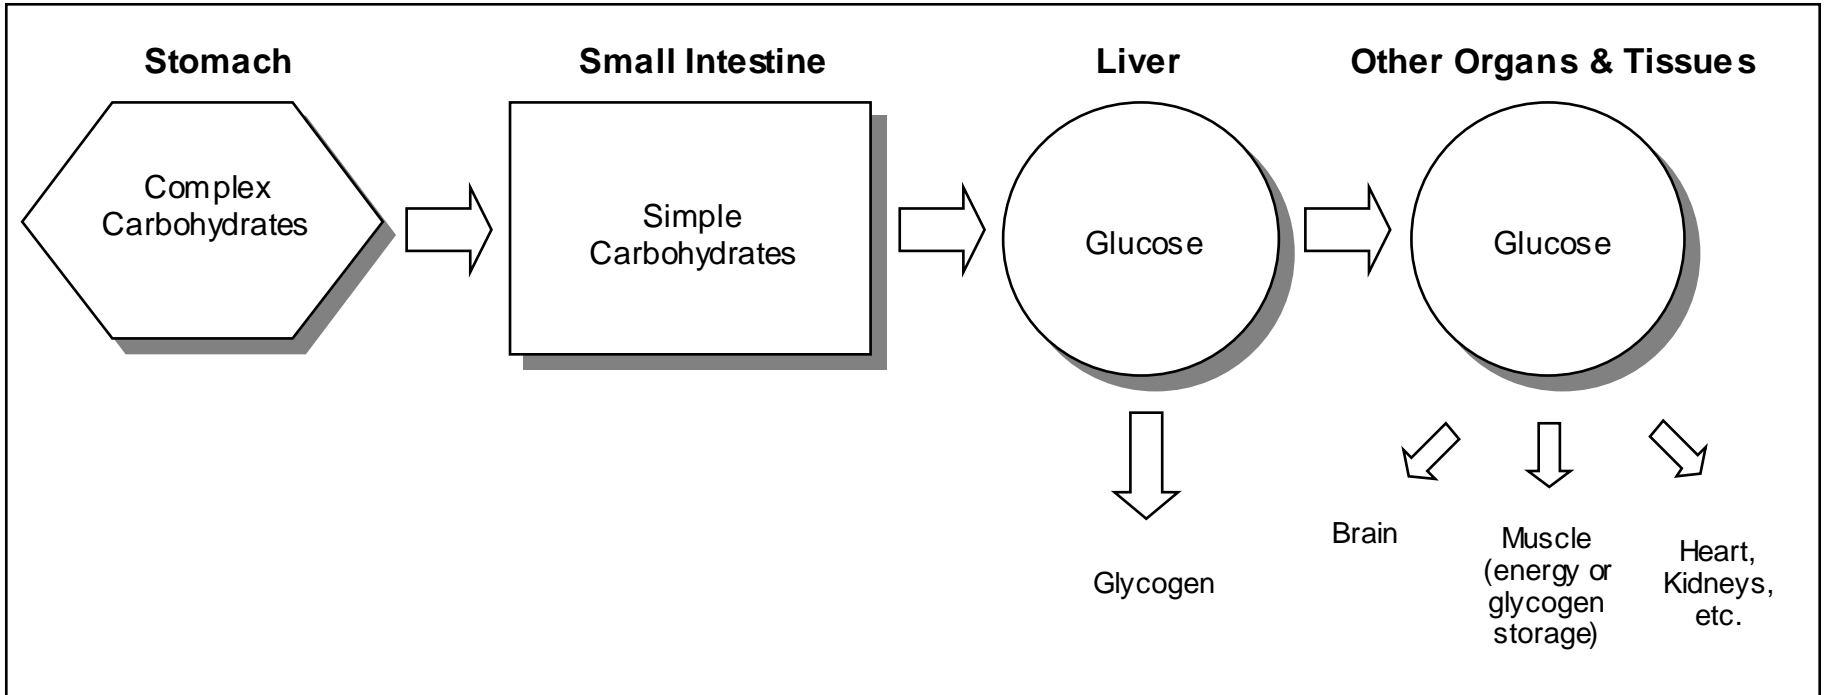 Stomach
Small Intestine
Liver
Other Organs & Tissues
Complex
Carbohydrates
Simple
Carbohydrates
Glucose
Glucose
Glycogen
Brain
Muscle
(energy or
glycogen
storage)
Heart,
Kidneys,
etc.